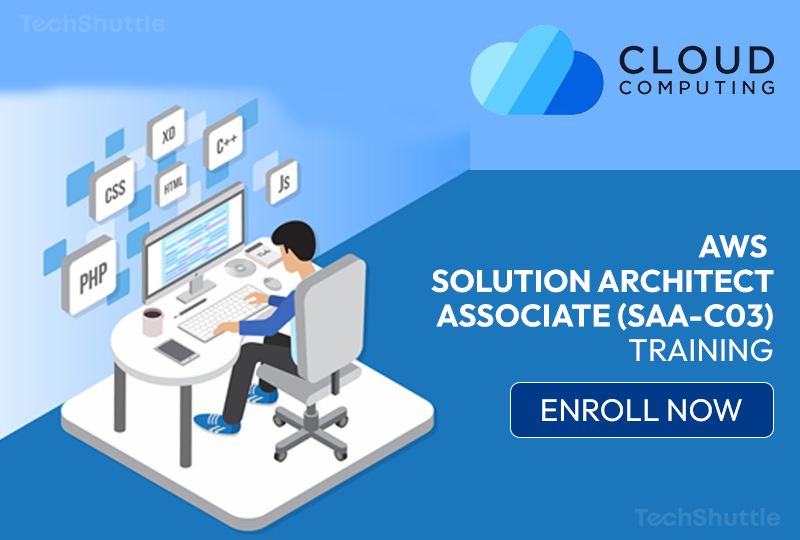 TechShuttle
CLOUD
COMPUTING
XD
C++
CSS
HTML
Js
PHP
AWS
SOLUTION ARCHITECT
ASSOCIATE (SAA-C03)
TRAINING
ENROLL NOW
TechShuttle